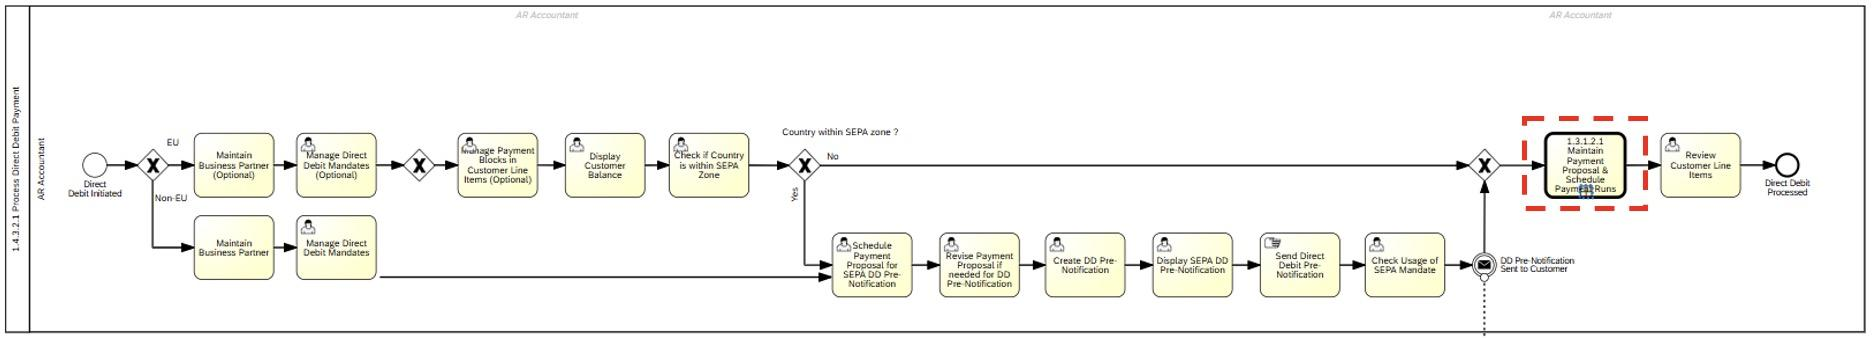 AR Accountant
AR Accountant
1.4.3.2.1 Process Direct Debit Payment
AR Accountant
Direct
Debit Initiated
EU
Non-EU
Maintain
Business Partner
(Optional)
Manage Direct
Debit Mandates
(Optional)
Manage Payment
Blocks in
Customer Line
Items (Optional)
Display
Customer
Balance
Check if Country
is within SEPA
Zone
Country within SEPA zone ?
No
Yes
1.3.1.2.1
Maintain
Payment
Proposal &
Schedule
Payment Runs
Review
Customer Line
Items
Direct Debit
Processed
Maintain
Business Partner
Manage Direct
Debit Mandates
Schedule
Payment
Proposal for
SEPA DD Pre-
Notification
Revise Payment
Proposal if
needed for DD
Pre-Notification
Create DD Pre-
Notification
Display SEPA DD
Pre-Notification
Send Direct
Debit Pre-
Notification
Check Usage of
SEPA Mandate
DD Pre-Notification
Sent to Customer